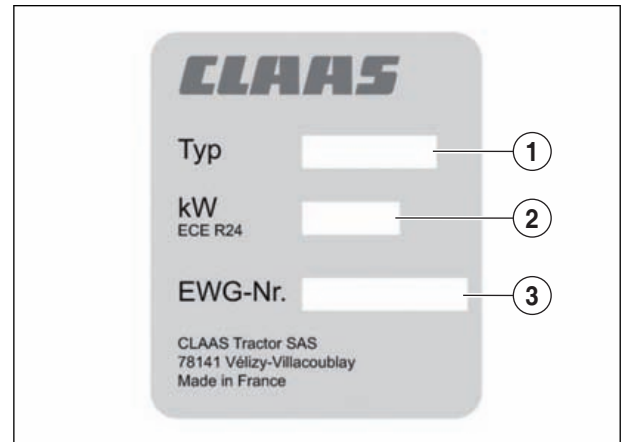 CLAAS
Typ
1
kW
2
ECE R24
EWG-Nr.
3
CLAAS Tractor SAS
78141 Vélizy-Villacoublay
Made in France